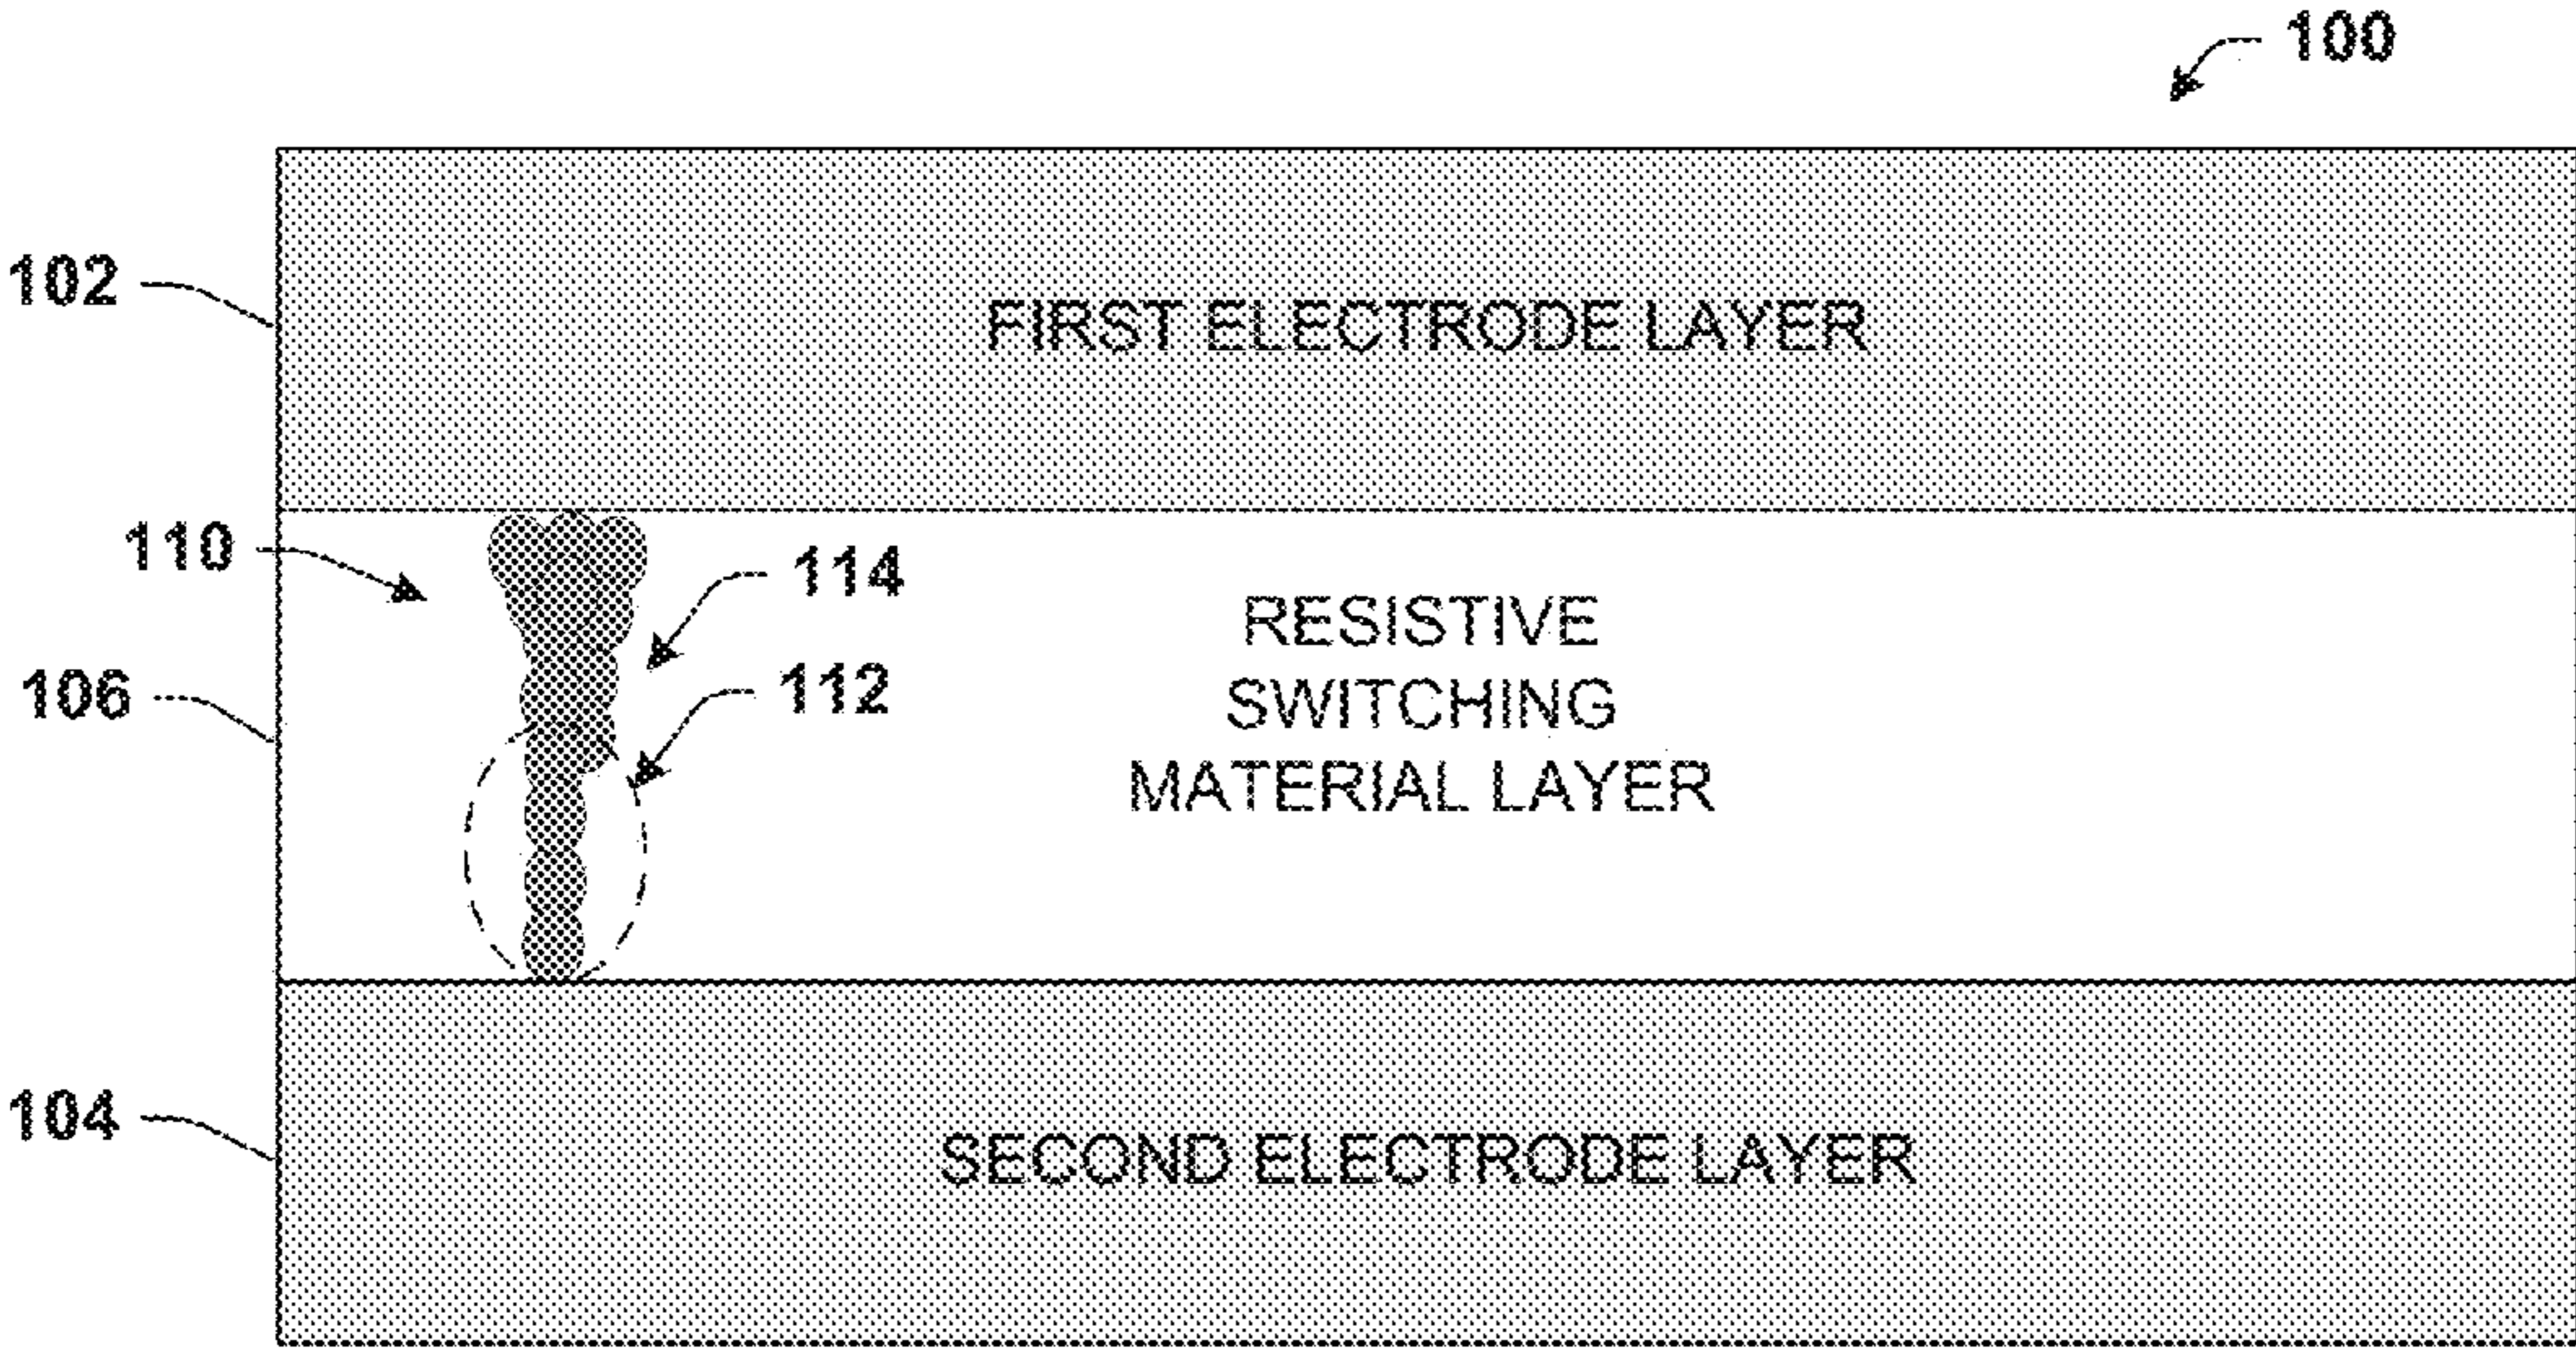 100
102
FIRST ELECTRODE LAYER
110
114
106
112
RESISTIVE
SWITCHING
MATERIAL LAYER
104
SECOND ELECTRODE LAYER